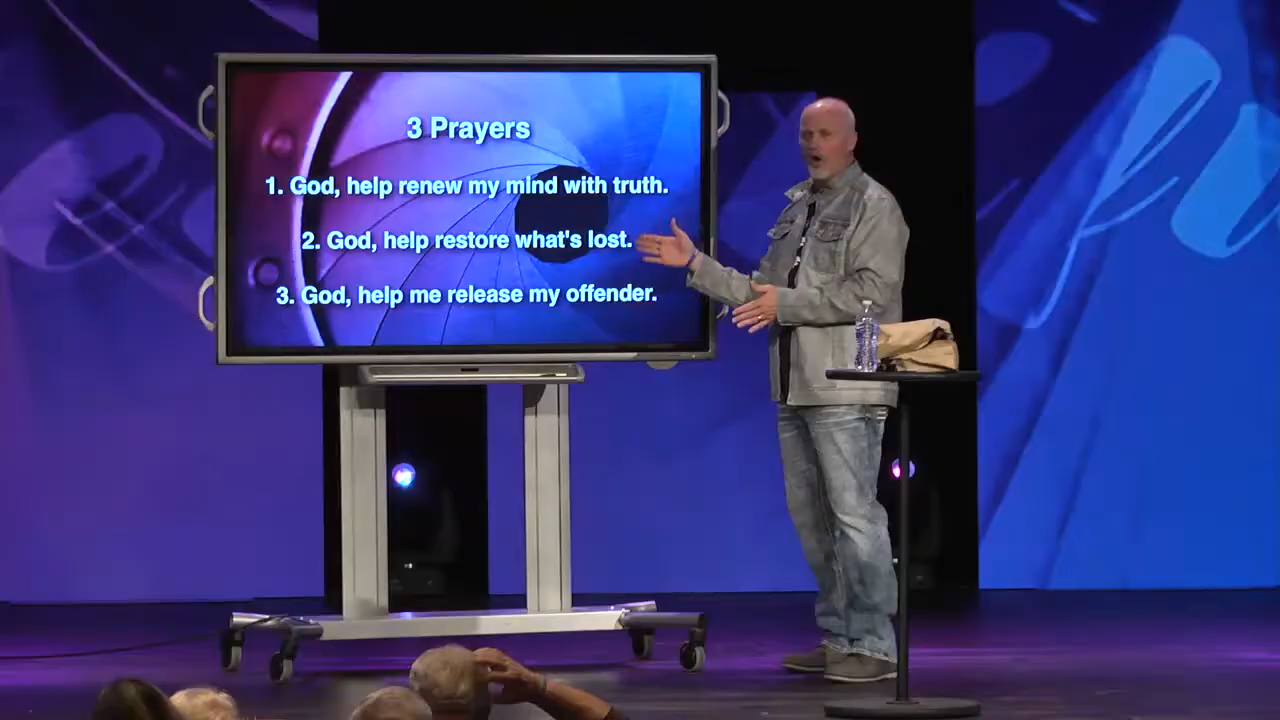 3 Prayers
1. God, help renew my mind with truth.
2. God, help restore what's lost.
3. God, help me release my offender.